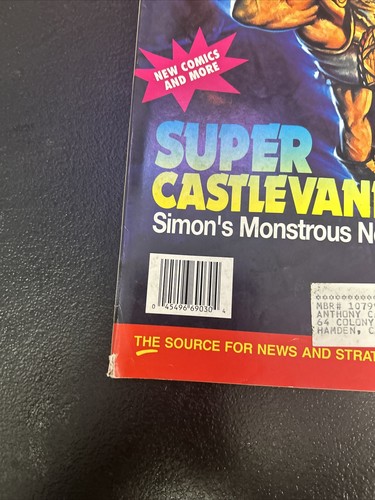 NEW COMICS
AND MORE
SUPER
CASTLEVAN
Simon's Monstrous N
0 45496 69030 4
MBR# 1079
ANTHONY C
64 COLONY
HAMDEN, C
THE SOURCE FOR NEWS AND STRAT